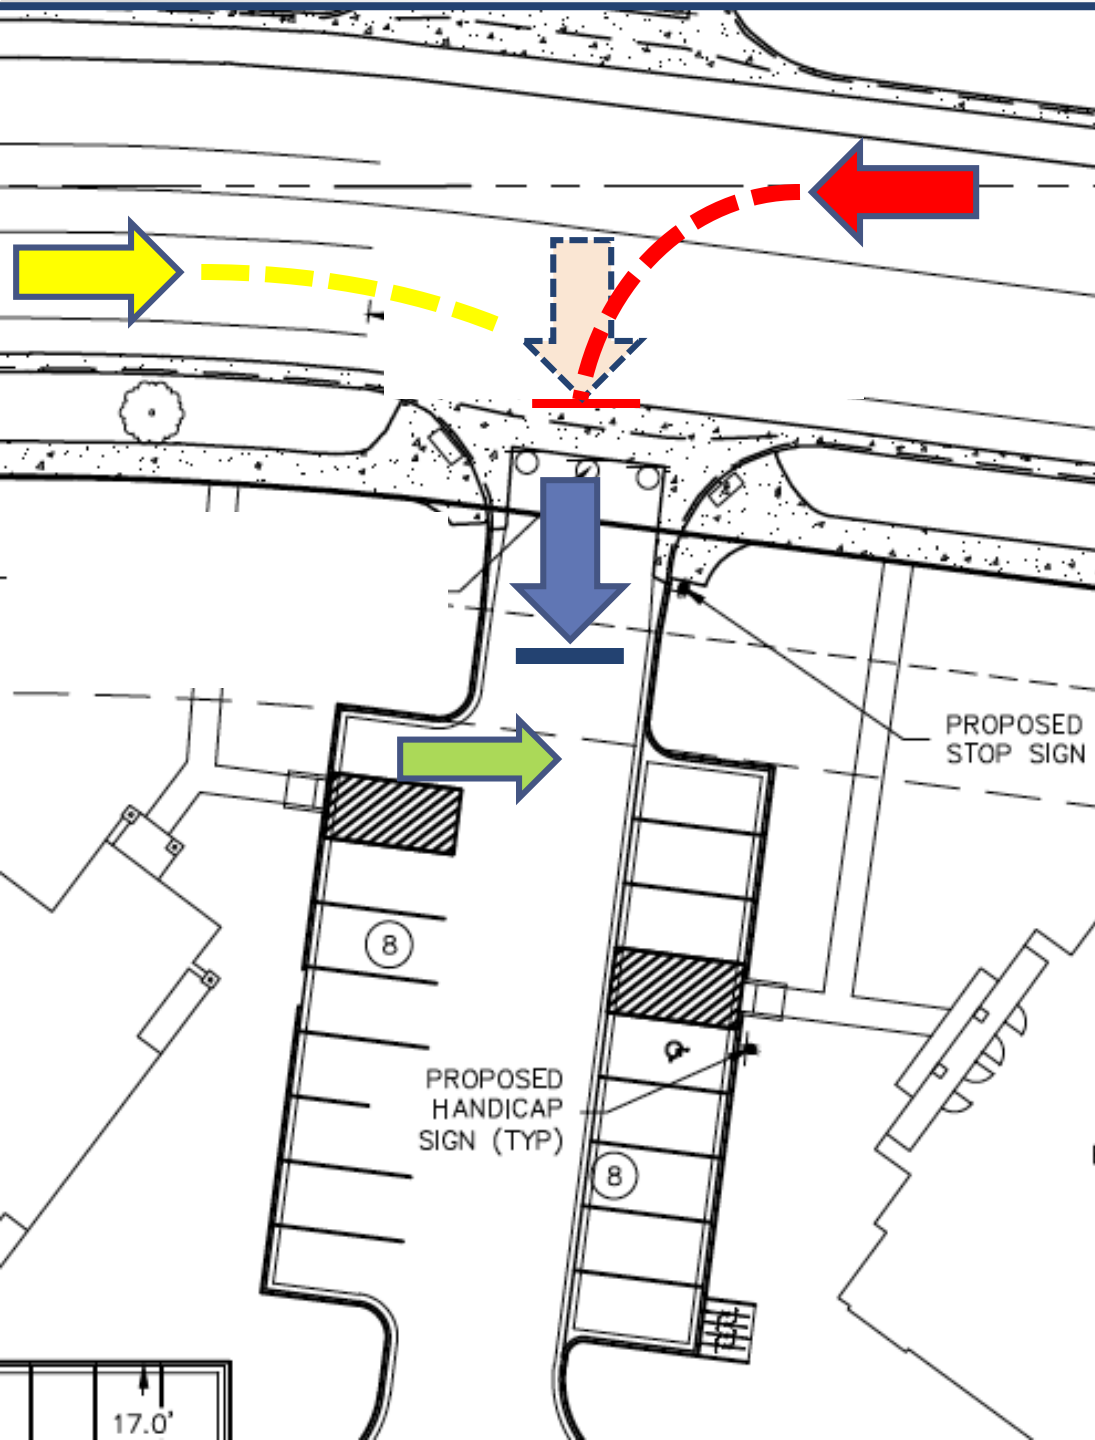 PROPOSED
STOP SIGN
8
PROPOSED
HANDICAP
SIGN (TYP)
8
17.0'